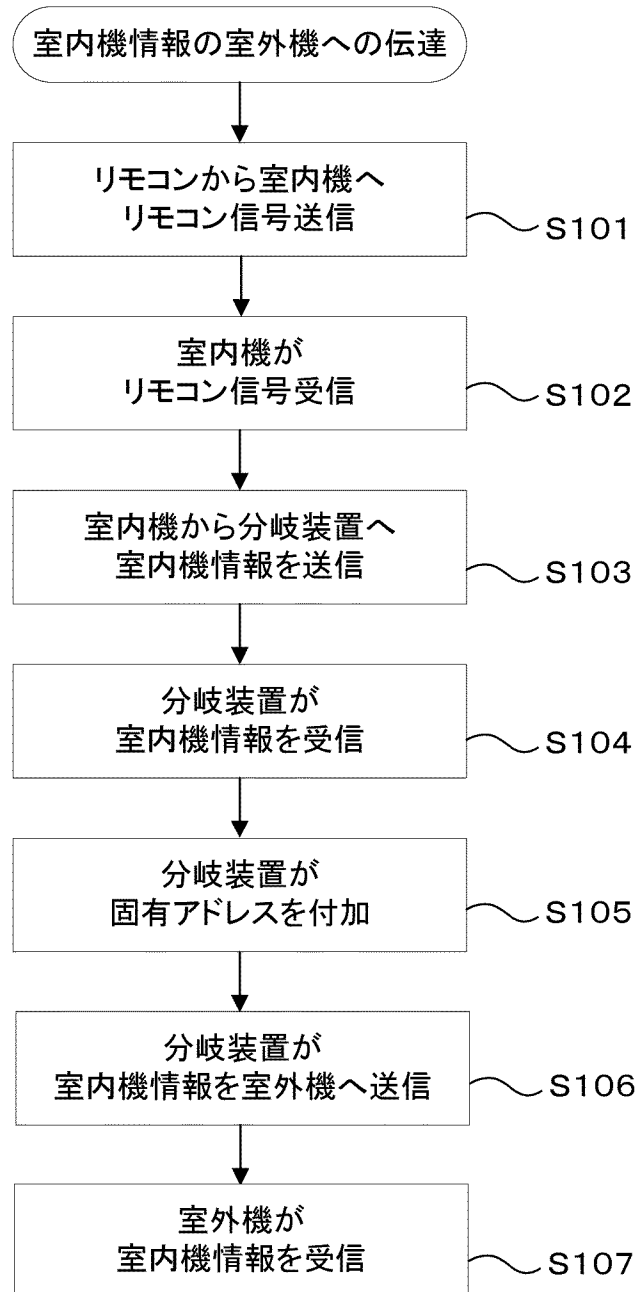 室内機情報の室外機への伝達
リモコンから室内機へ
リモコン信号送信
S101
室内機が
リモコン信号受信
S102
室内機から分岐装置へ
室内機情報を送信
S103
分岐装置が
室内機情報を受信
S104
分岐装置が
固有アドレスを付加
S105
分岐装置が
室内機情報を室外機へ送信
S106
室外機が
室内機情報を受信
S107